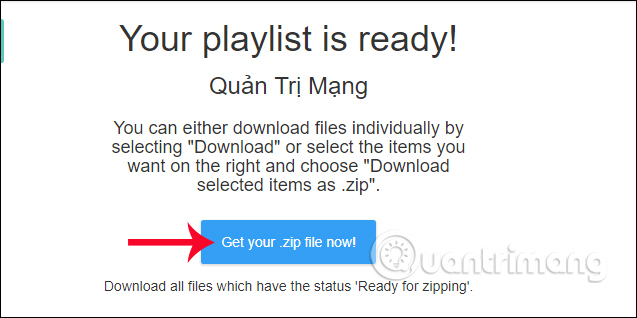 Your playlist is ready!
Quản Trị Mạng
You can either download files individually by
selecting "Download" or select the items you
want on the right and choose "Download
selected items as .zip".
Get your .zip file now!
Quantrimang
Download all files which have the status 'Ready for zipping'.